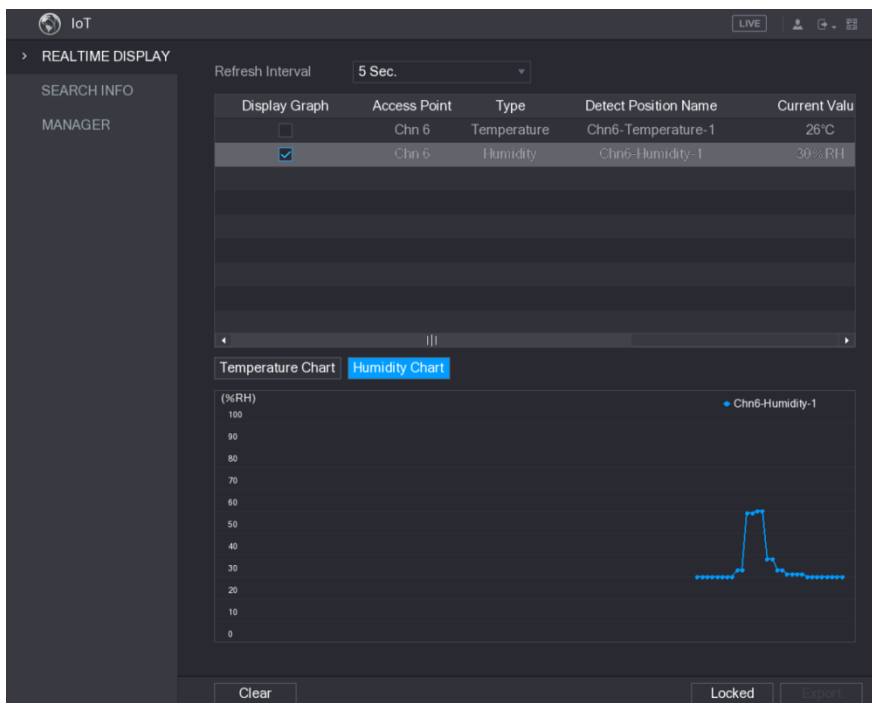 IoT
LIVE
REALTIME DISPLAY
SEARCH INFO
MANAGER
Refresh Interval 5 Sec.
Display Graph Access Point Type Detect Position Name Current Valu
Chn 6 Temperature Chn6-Temperature-1 26°C
Chn 6 Humidity Chn6-Humidity-1 30%RH
Temperature Chart Humidity Chart
(%RH)
Chn6-Humidity-1
100
90
80
70
60
50
40
30
20
10
0
Clear Locked Export